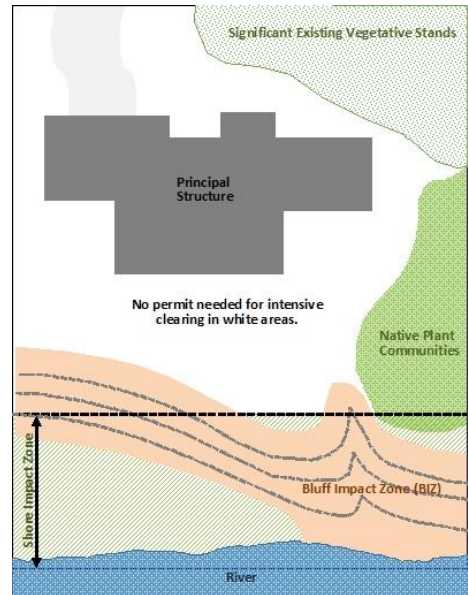 Significant Existing Vegetative Stands
Principal
Structure
No permit needed for intensive
clearing in white areas.
Native Plant
Communities
Shore Impact Zone
Bluff Impact Zone (BIZ)
River